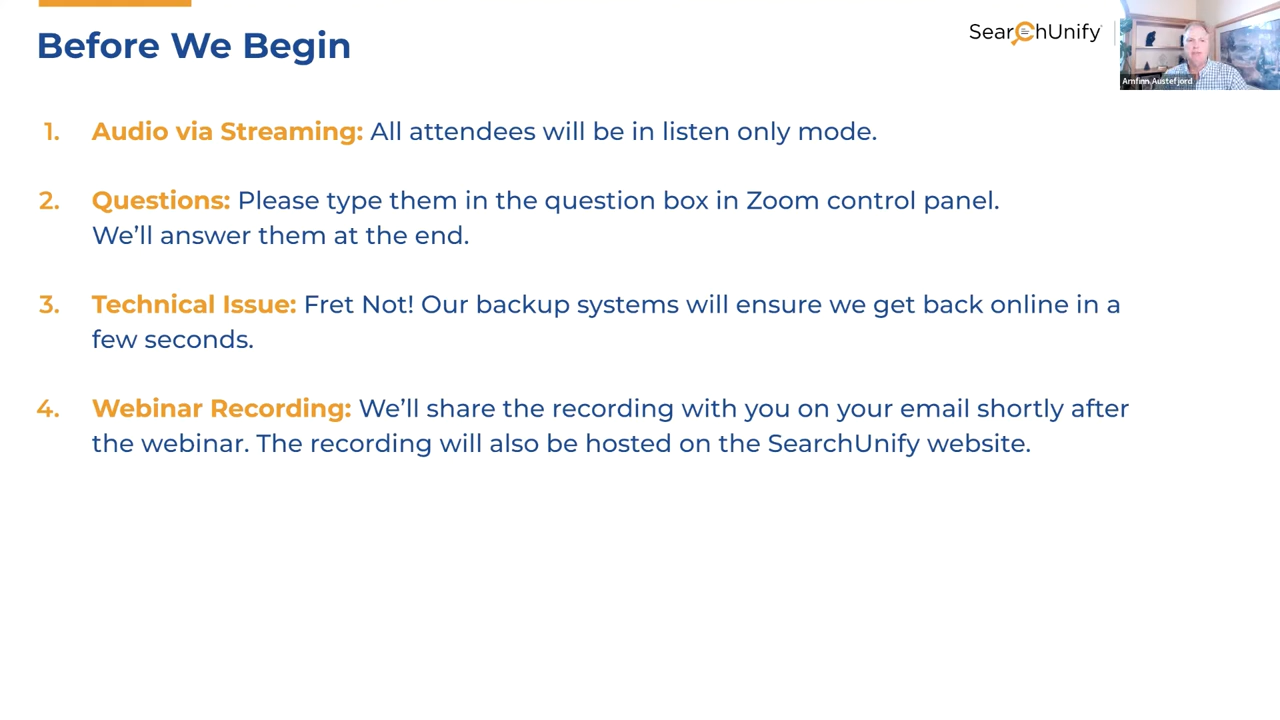 Before We Begin
SearchUnify
Arnfinn Austefjord
1. Audio via Streaming: All attendees will be in listen only mode.
2. Questions: Please type them in the question box in Zoom control panel.
We’ll answer them at the end.
3. Technical Issue: Fret Not! Our backup systems will ensure we get back online in a
few seconds.
4. Webinar Recording: We’ll share the recording with you on your email shortly after
the webinar. The recording will also be hosted on the SearchUnify website.